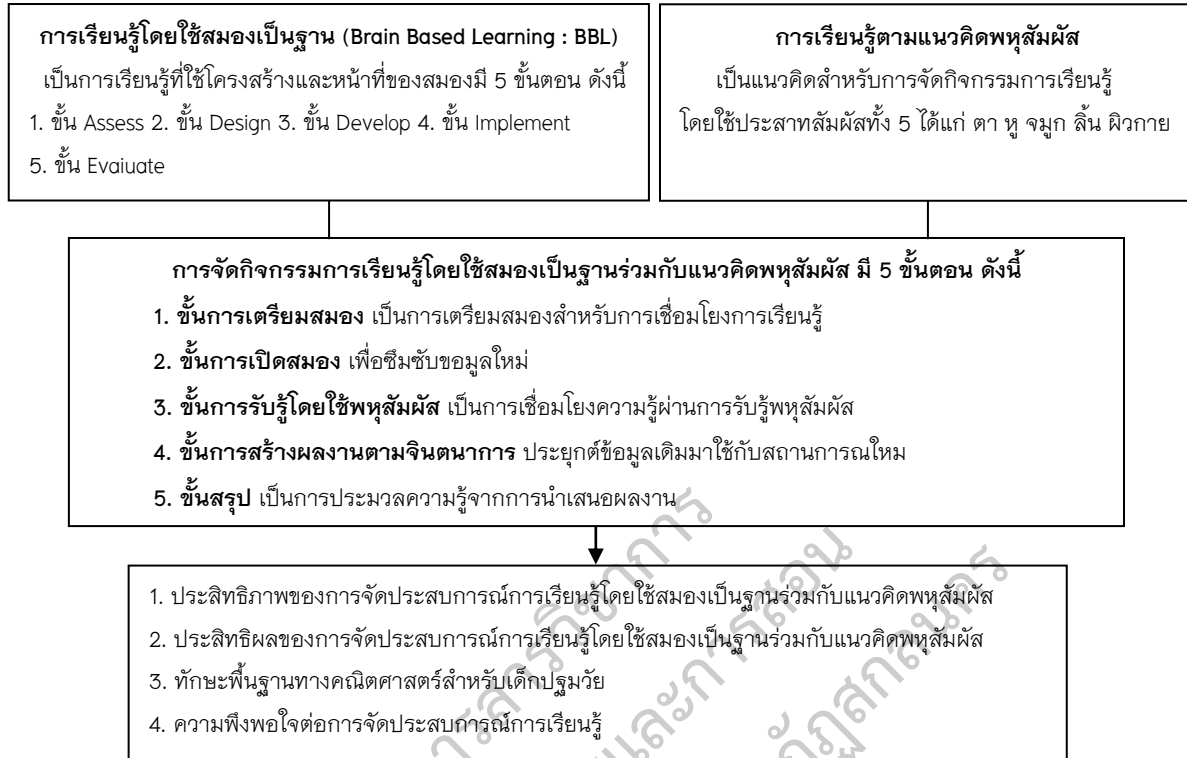 การเรียนรู้โดยใช้สมองเป็นฐาน (Brain Based Learning : BBL)
เป็นการเรียนรู้ที่ใช้โครงสร้างและหน้าที่ของสมองมี 5 ขั้นตอน ดังนี้
1. ขั้น Assess 2. ขั้น Design 3. ขั้น Develop 4. ขั้น Implement
5. ขั้น Evaiuate
การเรียนรู้ตามแนวคิดพหุสัมผัส
เป็นแนวคิดสำหรับการจัดกิจกรรมการเรียนรู้
โดยใช้ประสาทสัมผัสทั้ง 5 ได้แก่ ตา หู จมูก ลิ้น ผิวกาย
การจัดกิจกรรมการเรียนรู้โดยใช้สมองเป็นฐานร่วมกับแนวคิดพหุสัมผัส มี 5 ขั้นตอน ดังนี้
1. ขั้นการเตรียมสมอง เป็นการเตรียมสมองสำหรับการเชื่อมโยงการเรียนรู้
2. ขั้นการเปิดสมอง เพื่อซึมซับขอมูลใหม่
3. ขั้นการรับรู้โดยใช้พหุสัมผัส เป็นการเชื่อมโยงความรู้ผ่านการรับรู้พหุสัมผัส
4. ขั้นการสร้างผลงานตามจินตนาการ ประยุกต์ข้อมูลเดิมมาใช้กับสถานการณใหม
5. ขั้นสรุป เป็นการประมวลความรู้จากการนำเสนอผลงาน
1. ประสิทธิภาพของการจัดประสบการณ์การเรียนรู้โดยใช้สมองเป็นฐานร่วมกับแนวคิดพหุสัมผัส
2. ประสิทธิผลของการจัดประสบการณ์การเรียนรู้โดยใช้สมองเป็นฐานร่วมกับแนวคิดพหุสัมผัส
3. ทักษะพื้นฐานทางคณิตศาสตร์สำหรับเด็กปฐมวัย
4. ความพึงพอใจต่อการจัดประสบการณ์การเรียนรู้